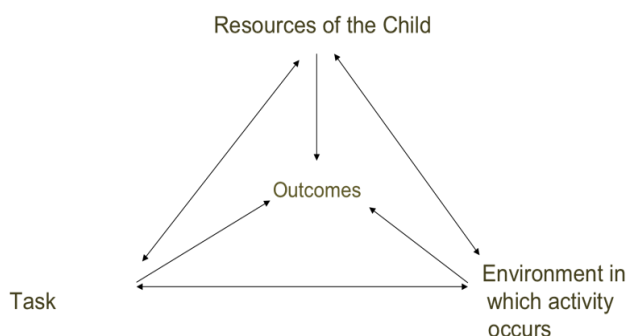 Resources of the Child
Outcomes
Task
Environment in
which activity
occurs